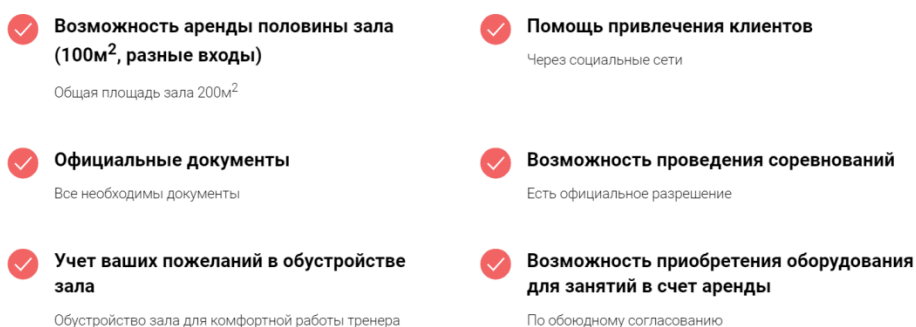 Возможность аренды половины зала
(100м², разные входы)
Общая площадь зала 200м²
Помощь привлечения клиентов
Через социальные сети
Официальные документы
Все необходимы документы
Возможность проведения соревнований
Есть официальное разрешение
Учет ваших пожеланий в обустройстве
зала
Обустройство зала для комфортной работы тренера
Возможность приобретения оборудования
для занятий в счет аренды
По обоюдному согласованию